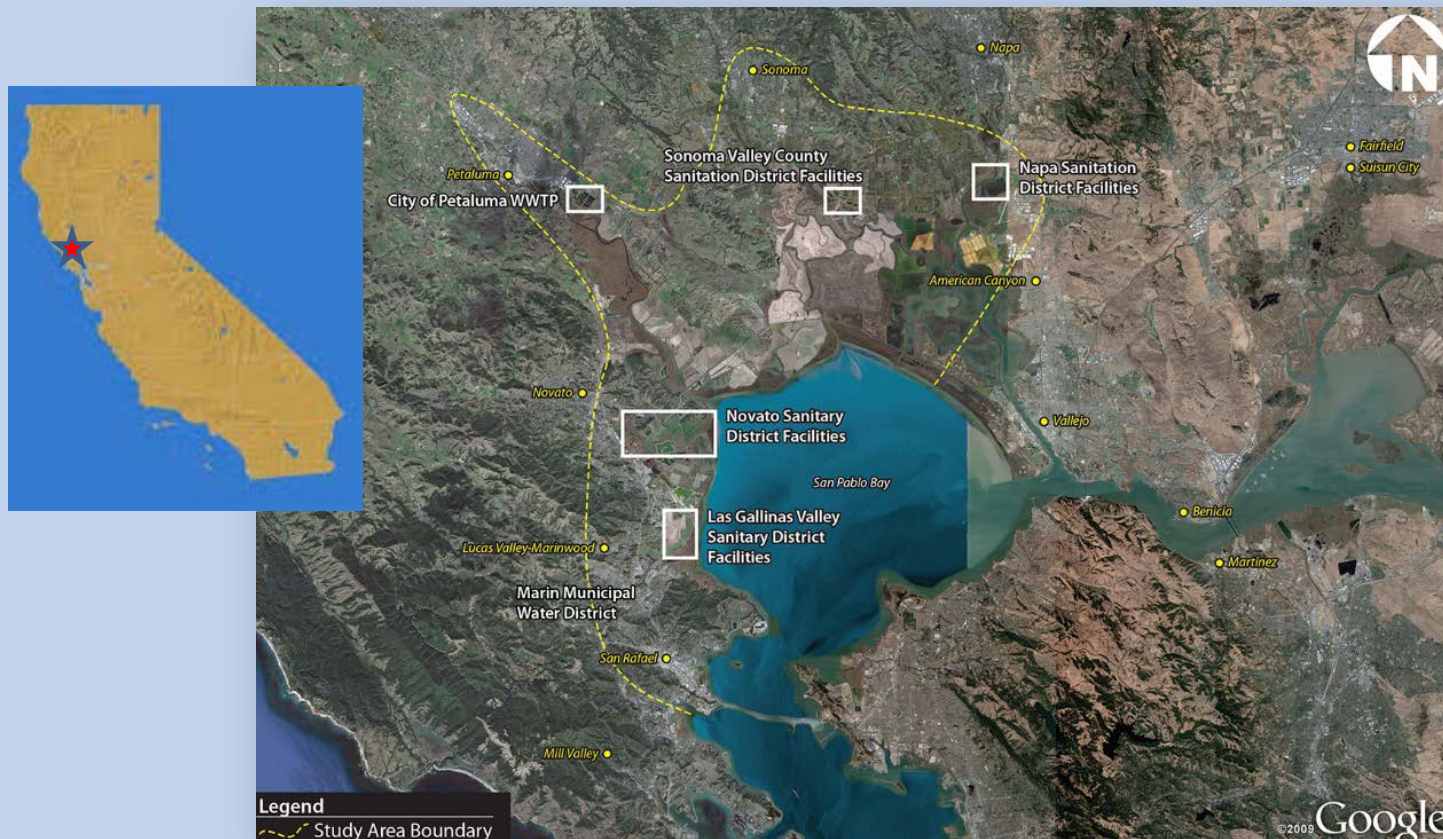 N
Napa
Sonoma
Fairfield
Suisun City
Sonoma Valley County
Sanitation District Facilities
Napa Sanitation
District Facilities
Petaluma
City of Petaluma WWTP
American Canyon
Novato
Novato Sanitary
District Facilities
Vallejo
San Pablo Bay
Benicia
Las Gallinas Valley
Sanitary District
Facilities
Lucas Valley-Marinwood
Martinez
Marin Municipal
Water District
San Rafael
Mill Valley
Legend
Study Area Boundary
©2009 Google